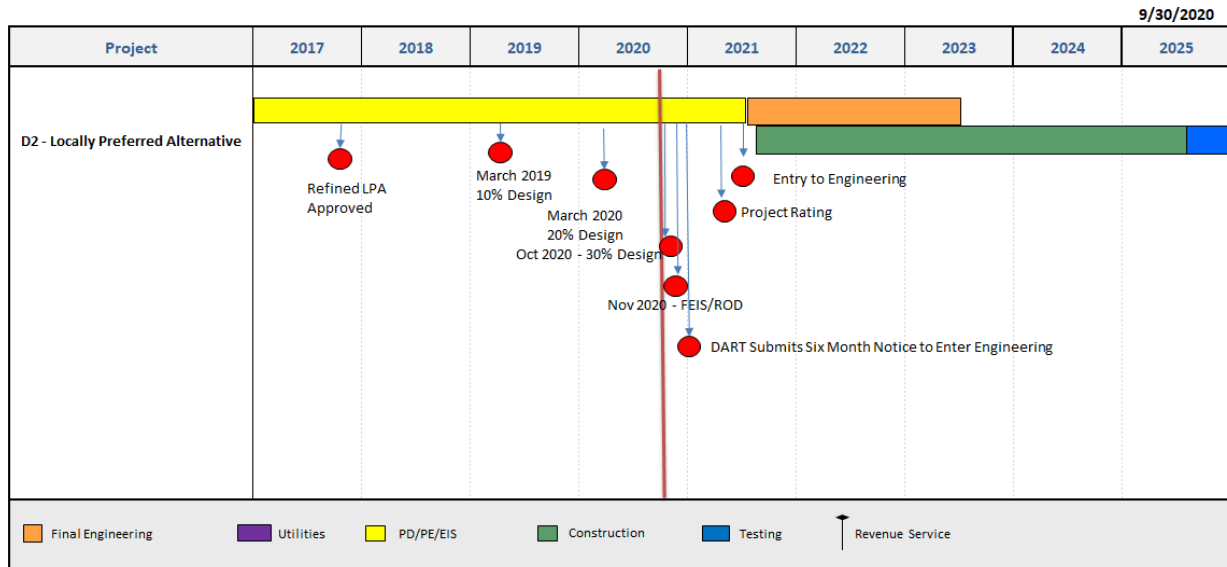 9/30/2020
Project 2017 2018 2019 2020 2021 2022 2023 2024 2025
D2 - Locally Preferred Alternative
Refined LPA
Approved
March 2019
10% Design
March 2020
20% Design
Oct 2020 - 30% Design
Nov 2020 - FEIS/ROD
DART Submits Six Month Notice to Enter Engineering
Project Rating
Entry to Engineering
Final Engineering Utilities PD/PE/EIS Construction Testing Revenue Service